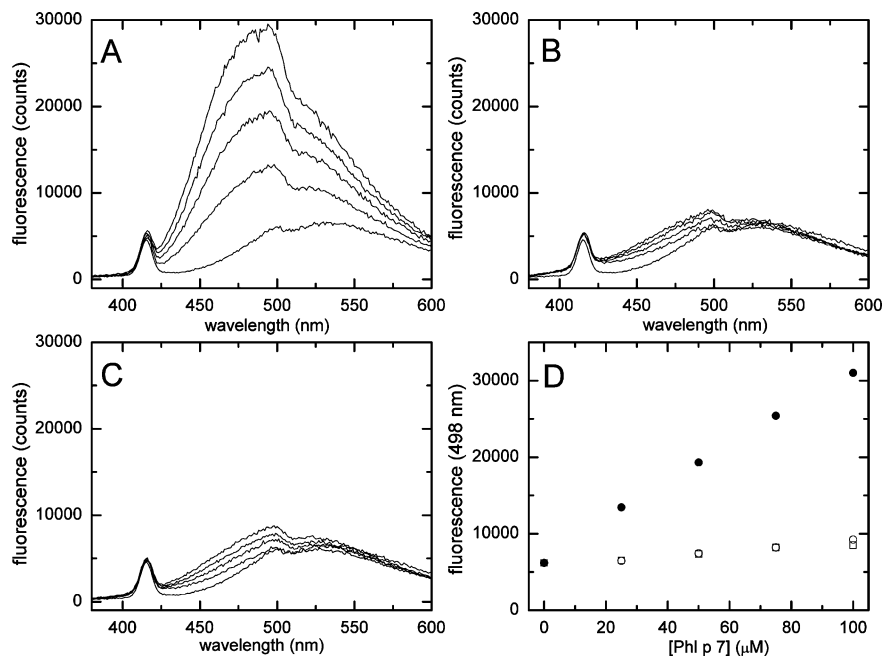 A
fluorescence (counts)
30000
20000
10000
0
400 450 500 550 600
wavelength (nm)
B
fluorescence (counts)
30000
20000
10000
0
400 450 500 550 600
wavelength (nm)
C
fluorescence (counts)
30000
20000
10000
0
400 450 500 550 600
wavelength (nm)
D
fluorescence (498 nm)
30000
20000
10000
0
0 20 40 60 80 100
[Phl p 7] (μM)